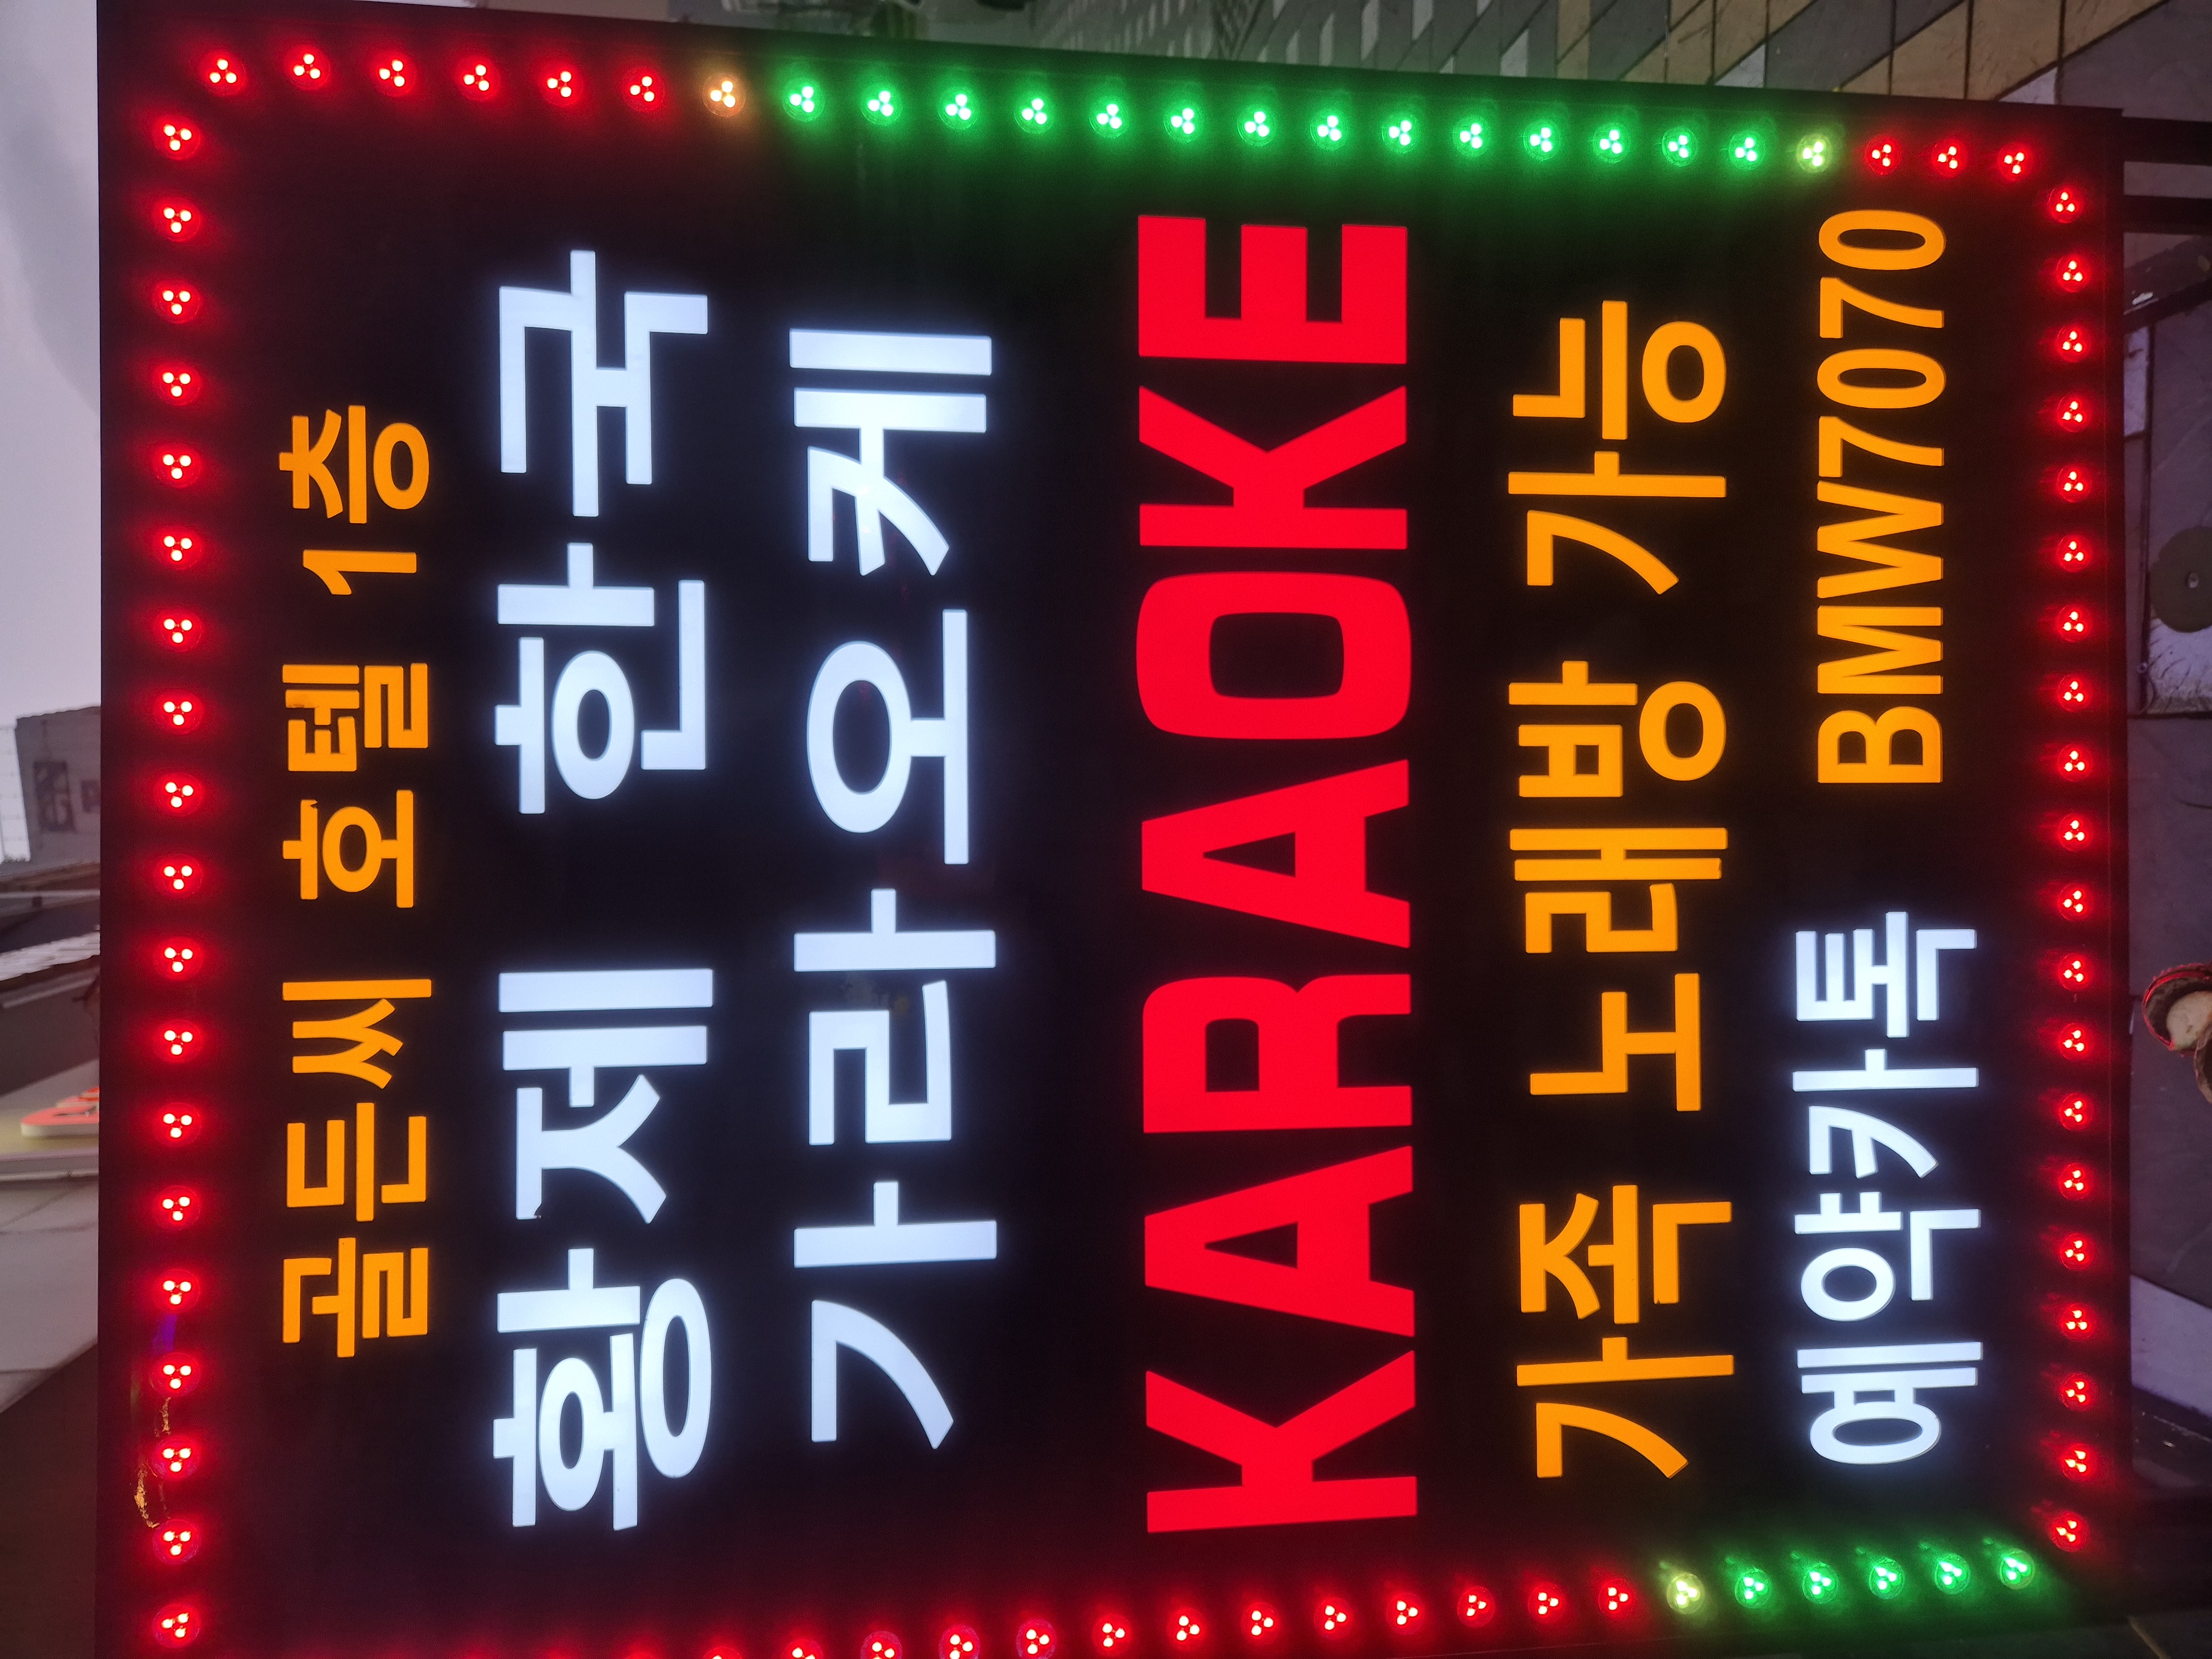 골든씨 호텔 1층
황제 한국
가라오케
KARAOKE
가족 노래방 가능
예약카톡 BMW7070